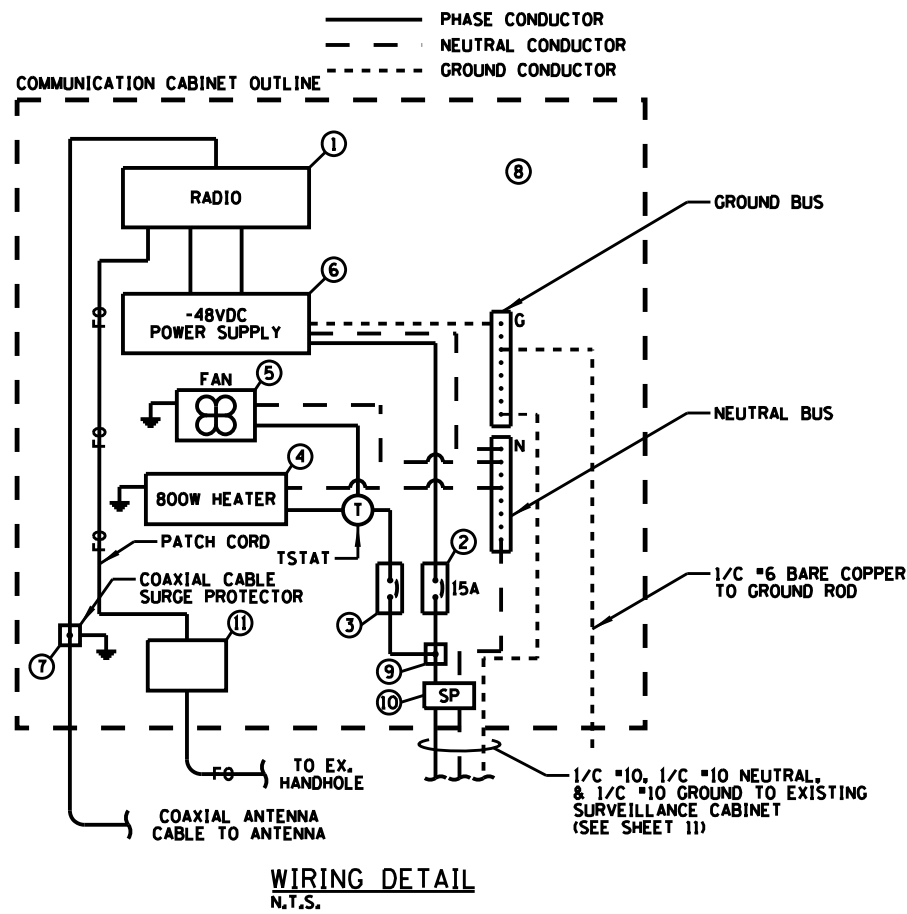 PHASE CONDUCTOR
NEUTRAL CONDUCTOR
GROUND CONDUCTOR
COMMUNICATION CABINET OUTLINE
1
8
RADIO
GROUND BUS
6
-48VDC
POWER SUPPLY
G
FO
FAN
5
NEUTRAL BUS
FO
N
4
800W HEATER
T
FO
PATCH CORD
TSTAT
2
15A
COAXIAL CABLE
SURGE PROTECTOR
1/C #6 BARE COPPER
TO GROUND ROD
3
11
7
9
10
SP
FO
TO EX.
HANDHOLE
1/C #10, 1/C #10 NEUTRAL,
& 1/C #10 GROUND TO EXISTING
SURVEILLANCE CABINET
(SEE SHEET 11)
COAXIAL ANTENNA
CABLE TO ANTENNA
WIRING DETAIL
N.T.S.